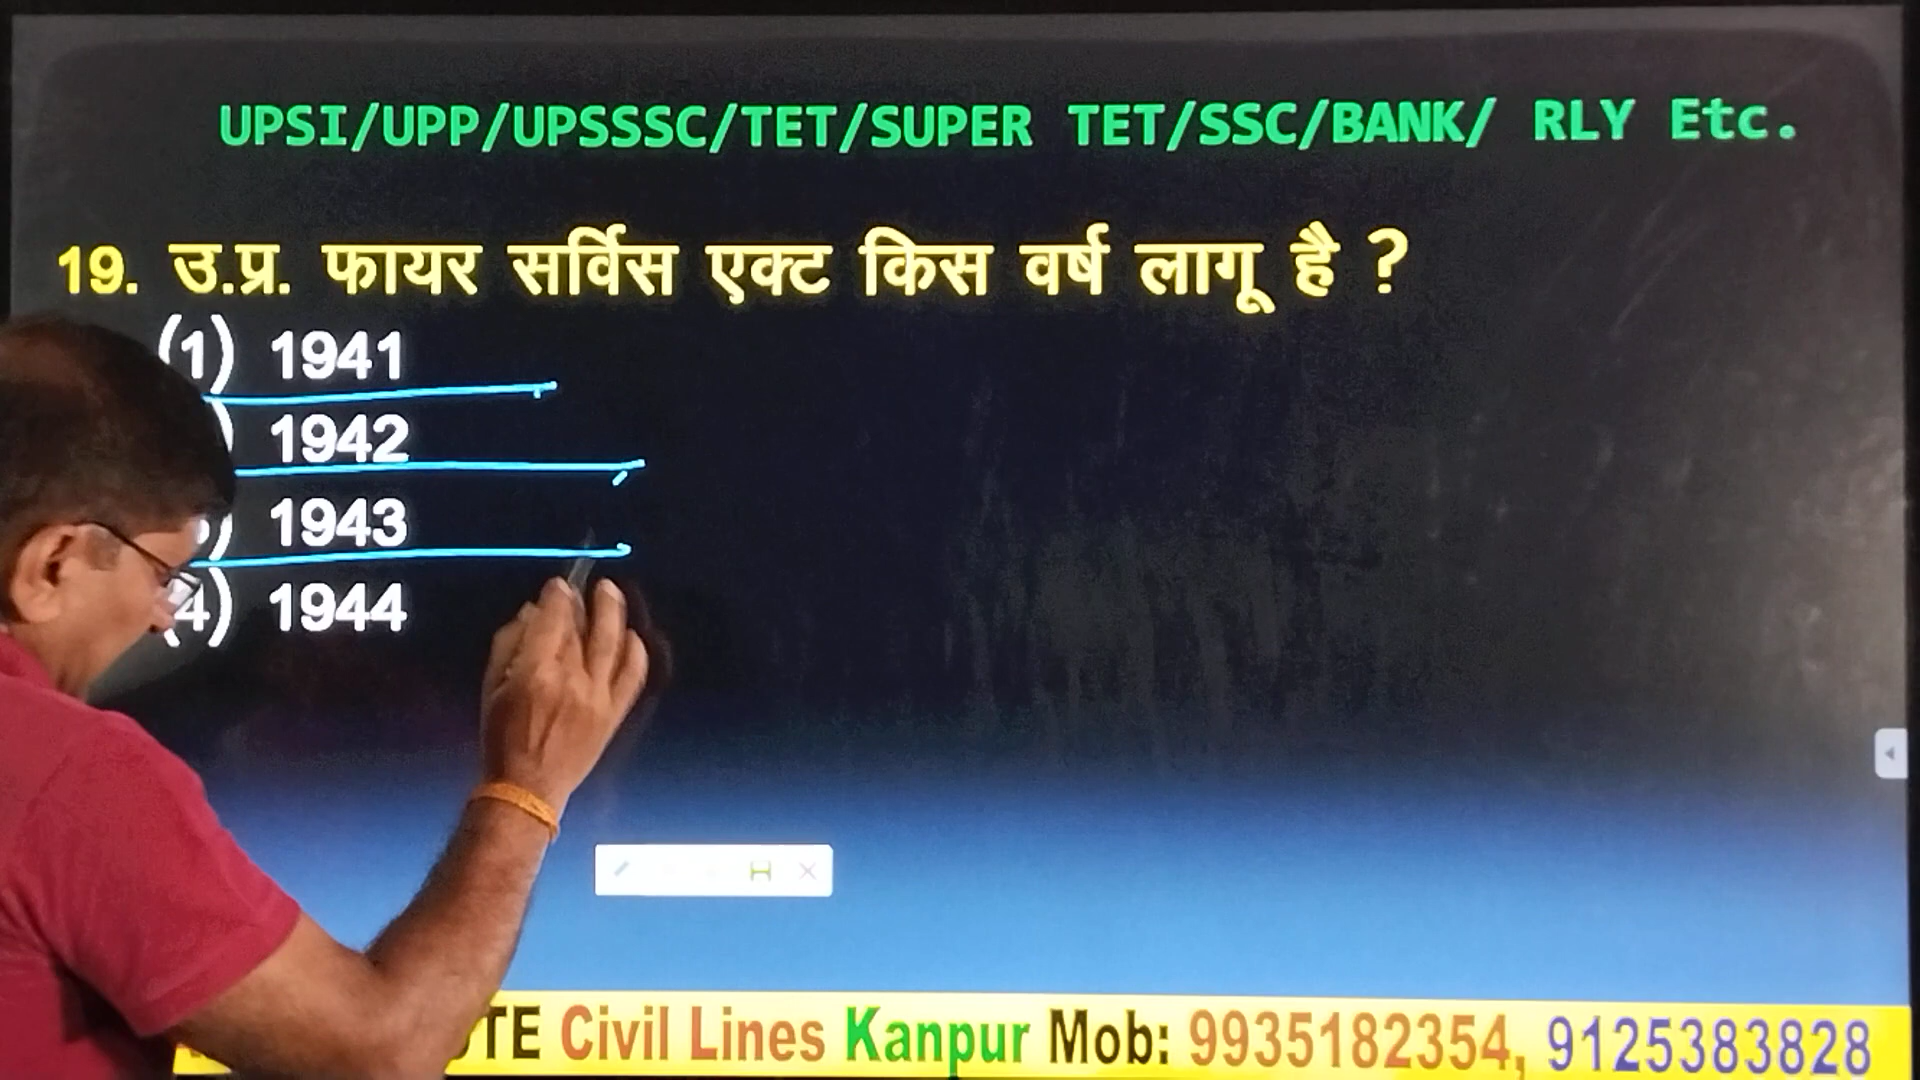 UPSI/UPP/UPSSSC/TET/SUPER TET/SSC/BANK/ RLY Etc.
19. उ.प्र. फायर सर्विस एक्ट किस वर्ष लागू है ?
(1) 1941
) 1942
) 1943
(4) 1944
Civil Lines Kanpur Mob: 9935182354, 9125383828